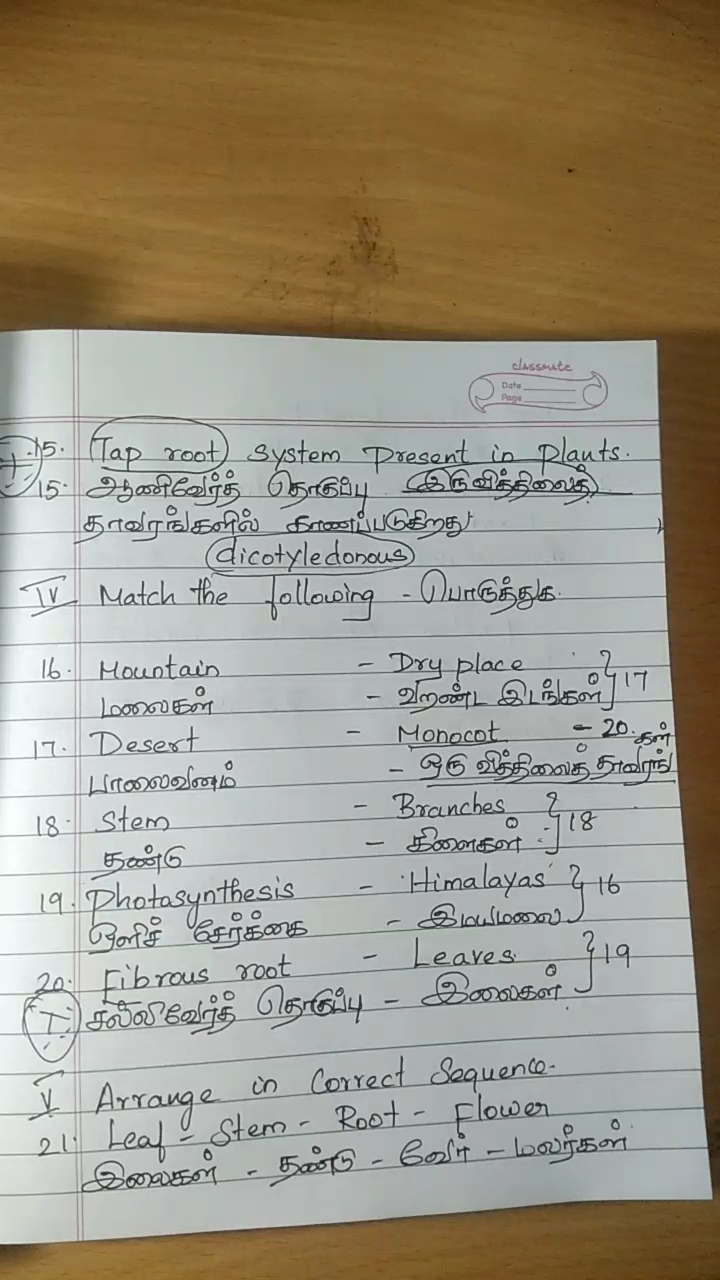 classmate
Date
Page
15. Tap root system Present in Plants.
15. ஆணிவேர்த் தொகுப்பு இருவித்திலைத்
தாவரங்களில் காணப்படுகிறது
dicotyledonous
IV Match the following - பொருத்துக.
16. Mountain - Dry place
மலைகள் - வறண்ட இடங்கள் } 17
17. Desert - Monocot - 20.
பாலைவனம் - ஒரு வித்திலைத் தாவரங்கள்
18. Stem - Branches
தண்டு - கிளைகள் } 18
19. Photasynthesis - Himalayas } 16
ஒளிச் சேர்க்கை - இமயமலை
20. Fibrous root - Leaves. } 19
சல்லிவேர்த் தொகுப்பு - இலைகள்
V Arrange in Correct Sequence.
21. Leaf - Stem - Root - Flower
இலைகள் - தண்டு - வேர் - மலர்கள்